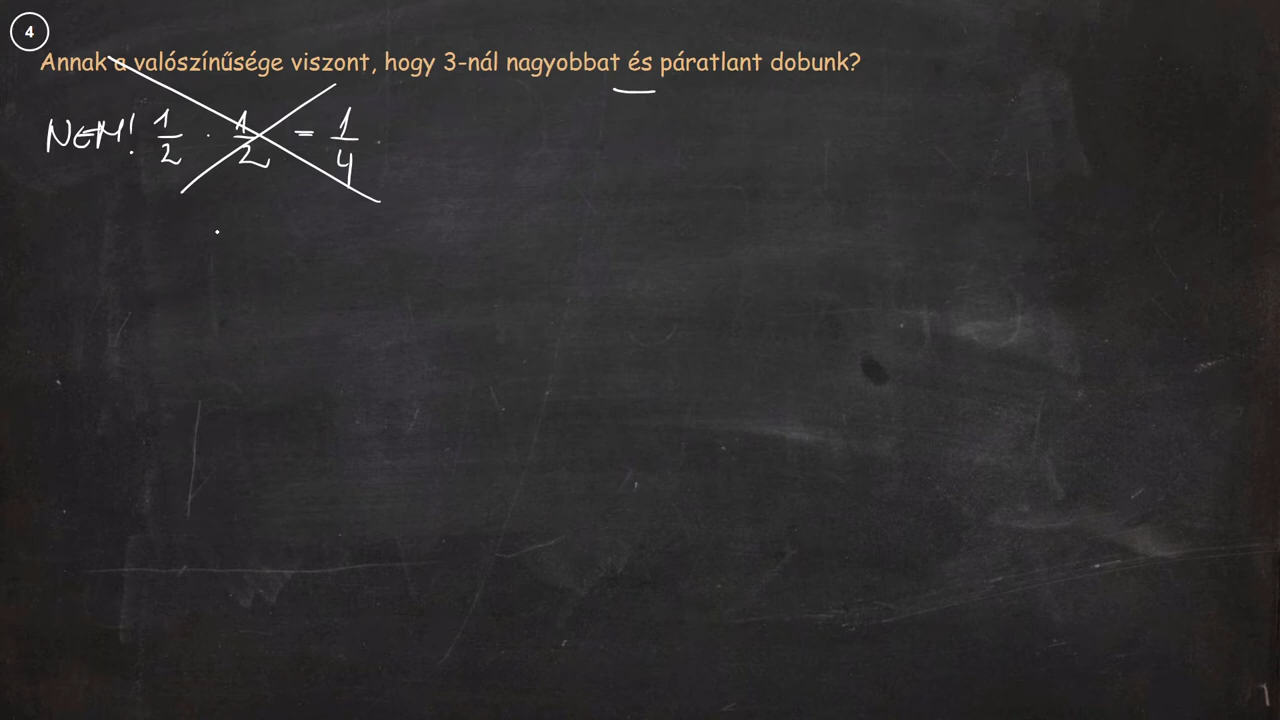 4
Annak a valószínűsége viszont, hogy 3-nál nagyobbat és páratlant dobunk?
NEM! 1/2 · 1/2 = 1/4